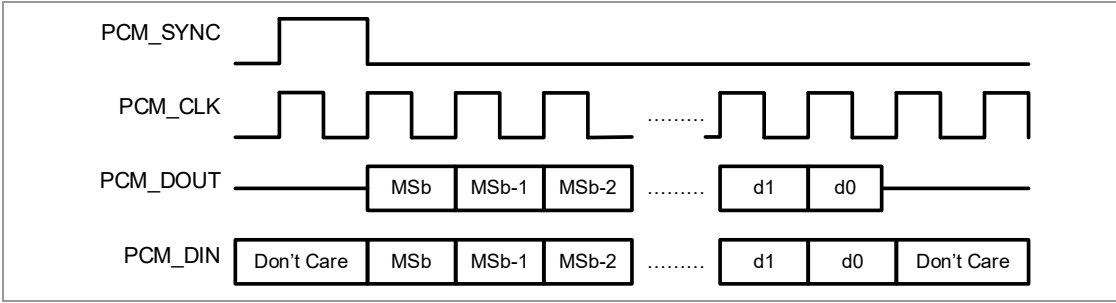 PCM_SYNC
PCM_CLK .........
PCM_DOUT MSb MSb-1 MSb-2 ......... d1 d0
PCM_DIN Don't Care MSb MSb-1 MSb-2 ......... d1 d0 Don't Care